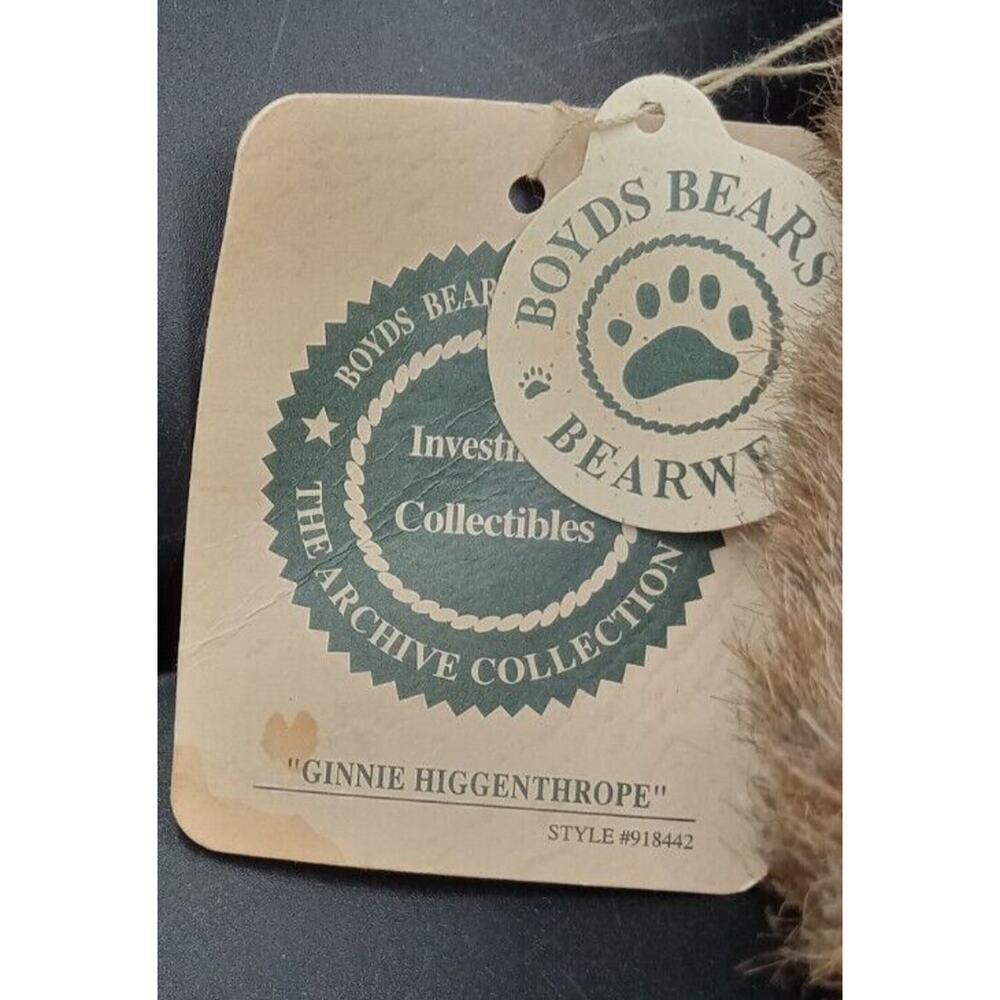 BOYDS BEARS
BEARWE
BOYDS BEAR
Investm
Collectibles
THE ARCHIVE COLLECTION
"GINNIE HIGGENTHROPE"
STYLE #918442